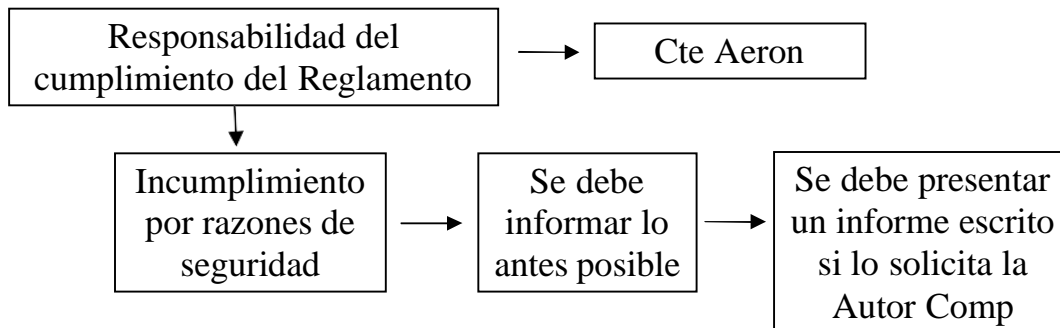 Responsabilidad del
cumplimiento del Reglamento
Cte Aeron
Incumplimiento
por razones de
seguridad
Se debe
informar lo
antes posible
Se debe presentar
un informe escrito
si lo solicita la
Autor Comp